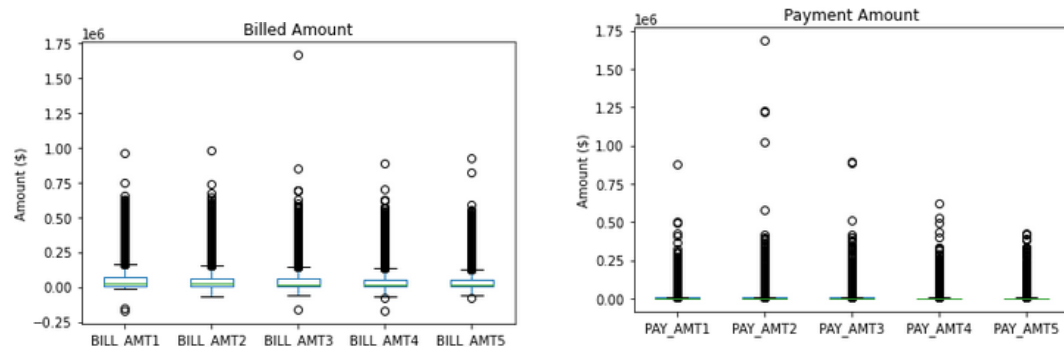 Billed Amount
1e6
Amount ($)
1.75
1.50
1.25
1.00
0.75
0.50
0.25
0.00
−0.25
BILL_AMT1 BILL_AMT2 BILL_AMT3 BILL_AMT4 BILL_AMT5
Payment Amount
1e6
Amount ($)
1.75
1.50
1.25
1.00
0.75
0.50
0.25
0.00
PAY_AMT1 PAY_AMT2 PAY_AMT3 PAY_AMT4 PAY_AMT5